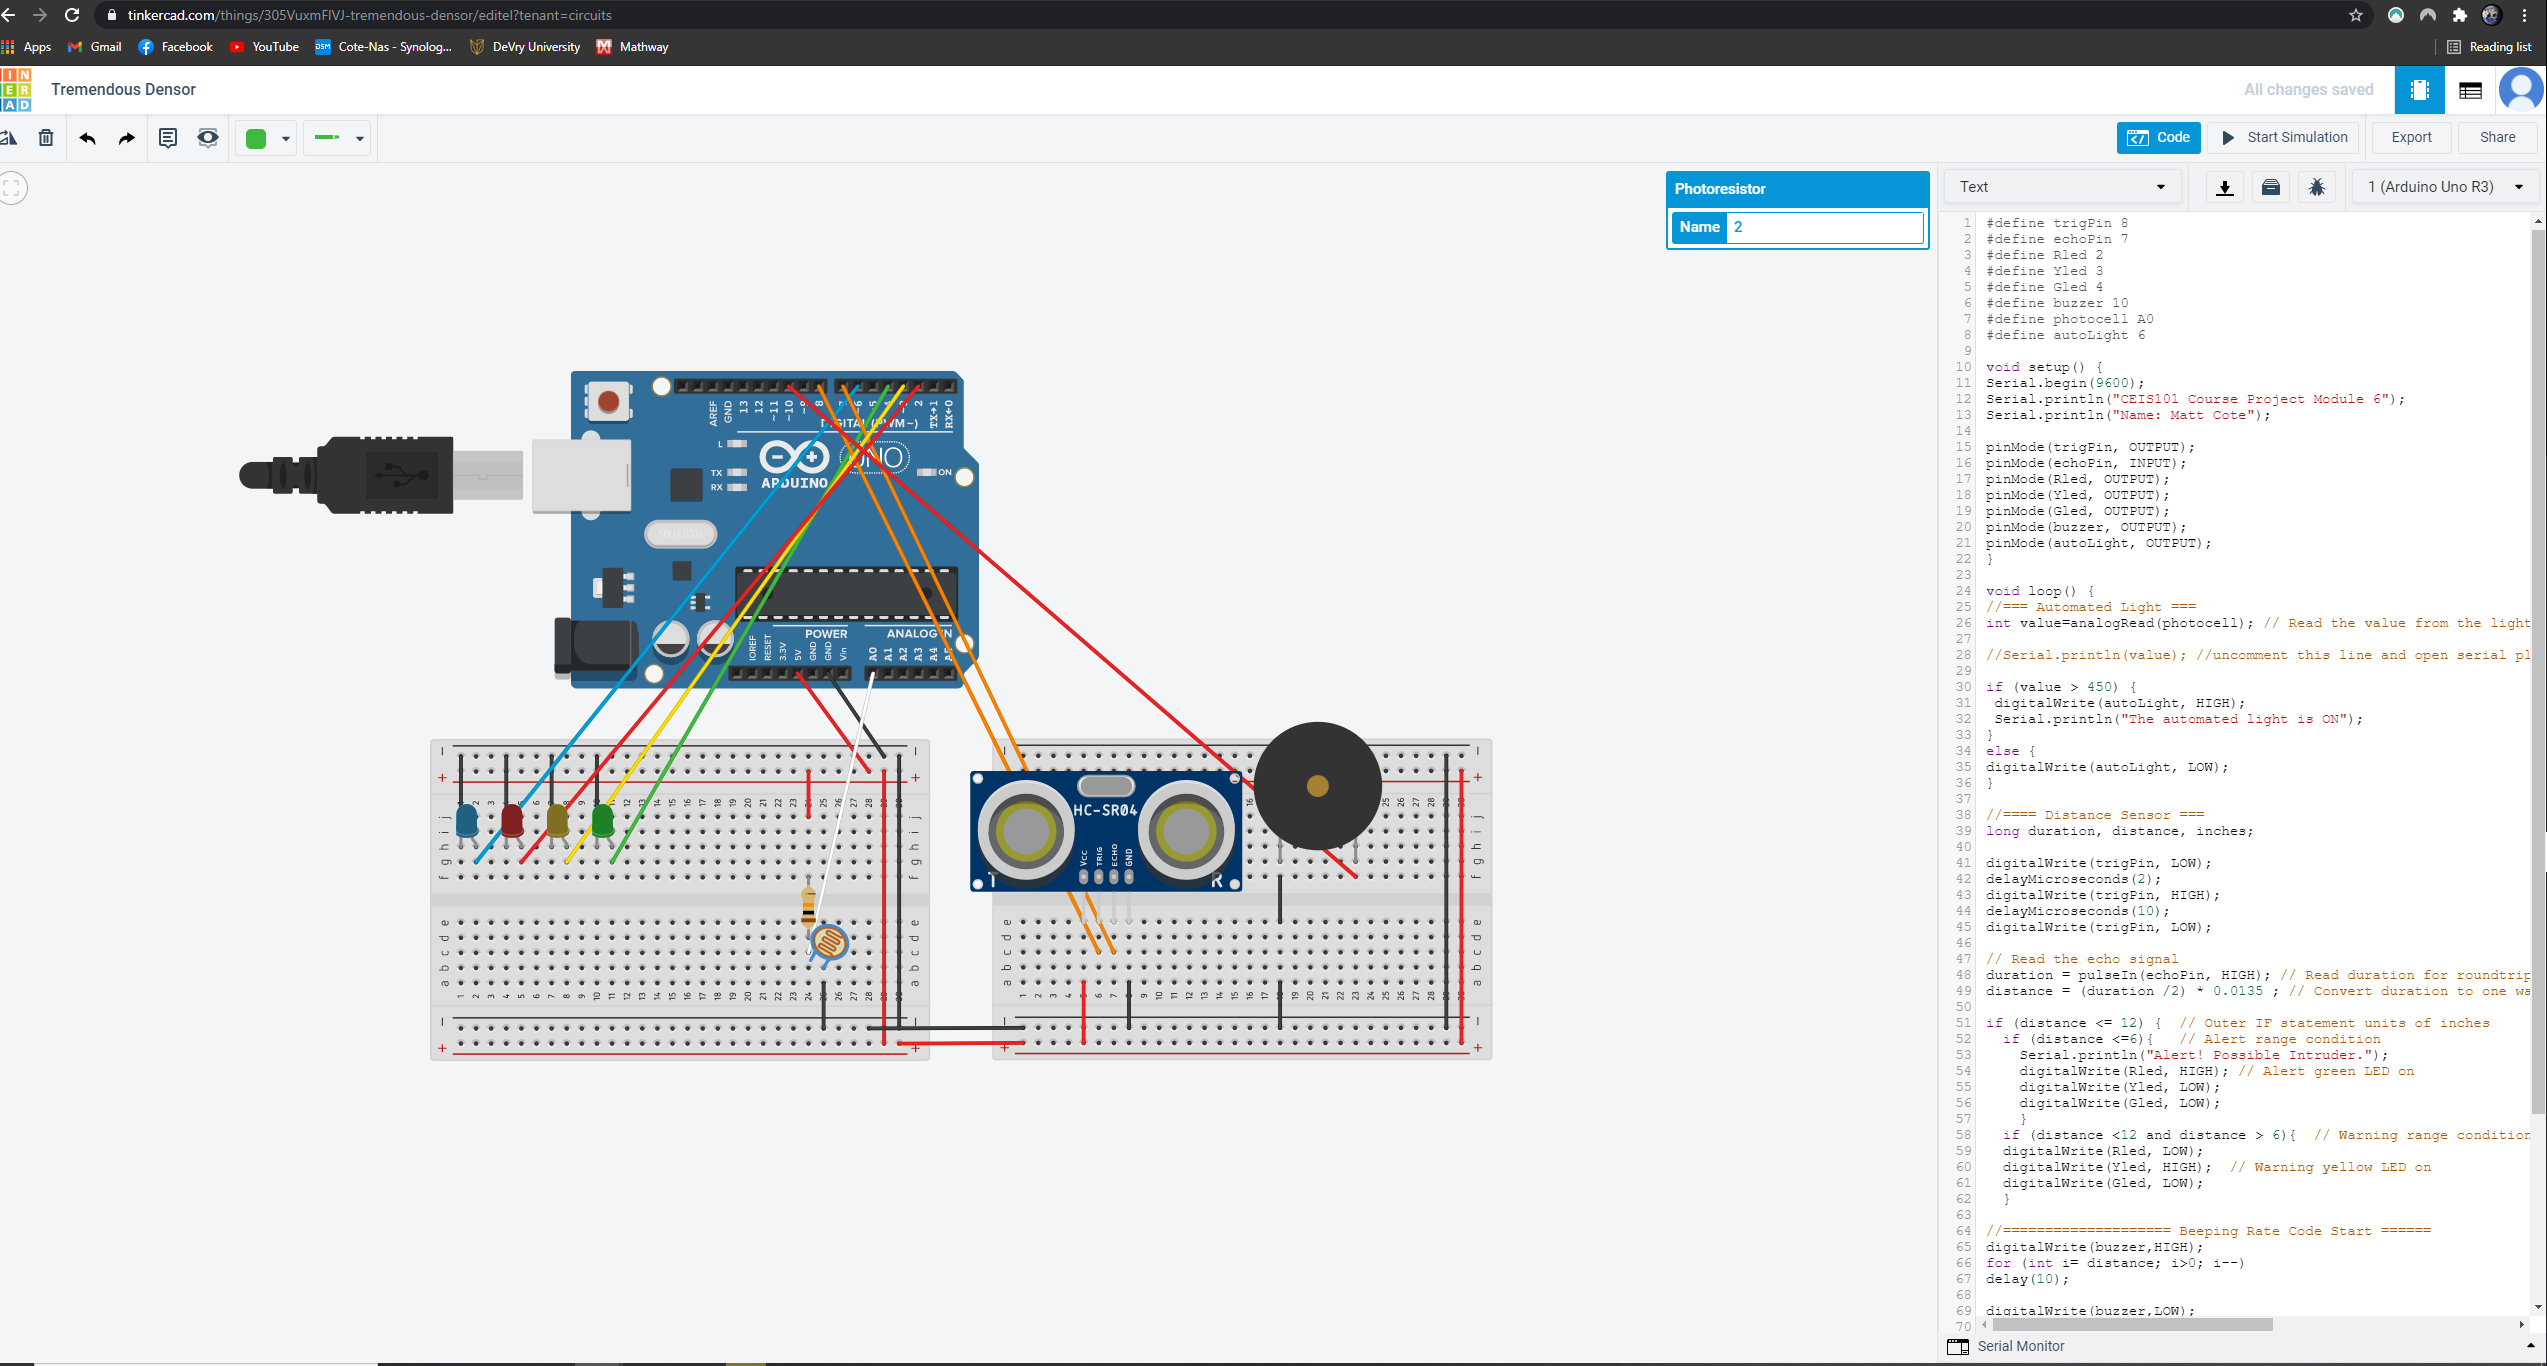 tinkercad.com/things/305VuxmFIVJ-tremendous-densor/editel?tenant=circuits
Apps Gmail Facebook YouTube DSM Cote-Nas - Synolog... DeVry University Mathway Reading list
Tremendous Densor All changes saved
Code Start Simulation Export Share
Photoresistor
Name 2
Text 1 (Arduino Uno R3)
1 #define trigPin 8
2 #define echoPin 7
3 #define Rled 2
4 #define Yled 3
5 #define Gled 4
6 #define buzzer 10
7 #define photocell A0
8 #define autoLight 6
9
10 void setup() {
11 Serial.begin(9600);
12 Serial.println("CEIS101 Course Project Module 6");
13 Serial.println("Name: Matt Cote");
14
15 pinMode(trigPin, OUTPUT);
16 pinMode(echoPin, INPUT);
17 pinMode(Rled, OUTPUT);
18 pinMode(Yled, OUTPUT);
19 pinMode(Gled, OUTPUT);
20 pinMode(buzzer, OUTPUT);
21 pinMode(autoLight, OUTPUT);
22 }
23
24 void loop() {
25 //=== Automated Light ===
26 int value=analogRead(photocell); // Read the value from the light
27
28 //Serial.println(value); //uncomment this line and open serial pl
29
30 if (value > 450) {
31 digitalWrite(autoLight, HIGH);
32 Serial.println("The automated light is ON");
33 }
34 else {
35 digitalWrite(autoLight, LOW);
36 }
37
38 //==== Distance Sensor ===
39 long duration, distance, inches;
40
41 digitalWrite(trigPin, LOW);
42 delayMicroseconds(2);
43 digitalWrite(trigPin, HIGH);
44 delayMicroseconds(10);
45 digitalWrite(trigPin, LOW);
46
47 // Read the echo signal
48 duration = pulseIn(echoPin, HIGH); // Read duration for roundtrip
49 distance = (duration /2) * 0.0135 ; // Convert duration to one wa
50
51 if (distance <= 12) { // Outer IF statement units of inches
52 if (distance <=6){ // Alert range condition
53 Serial.println("Alert! Possible Intruder.");
54 digitalWrite(Rled, HIGH); // Alert green LED on
55 digitalWrite(Yled, LOW);
56 digitalWrite(Gled, LOW);
57 }
58 if (distance <12 and distance > 6){ // Warning range condition
59 digitalWrite(Rled, LOW);
60 digitalWrite(Yled, HIGH); // Warning yellow LED on
61 digitalWrite(Gled, LOW);
62 }
63
64 //==================== Beeping Rate Code Start ======
65 digitalWrite(buzzer,HIGH);
66 for (int i= distance; i>0; i--)
67 delay(10);
68
69 digitalWrite(buzzer,LOW);
70
Serial Monitor
AREF GND 13 12 ~11 ~10 8 2 TX→1 RX←0
L
TX
RX
ARDUINO
ON
IOREF RESET 3.3V 5V GND GND Vin A0 A1 A2 A3 A4
POWER
HC-SR04
Vcc TRIG ECHO GND
T R